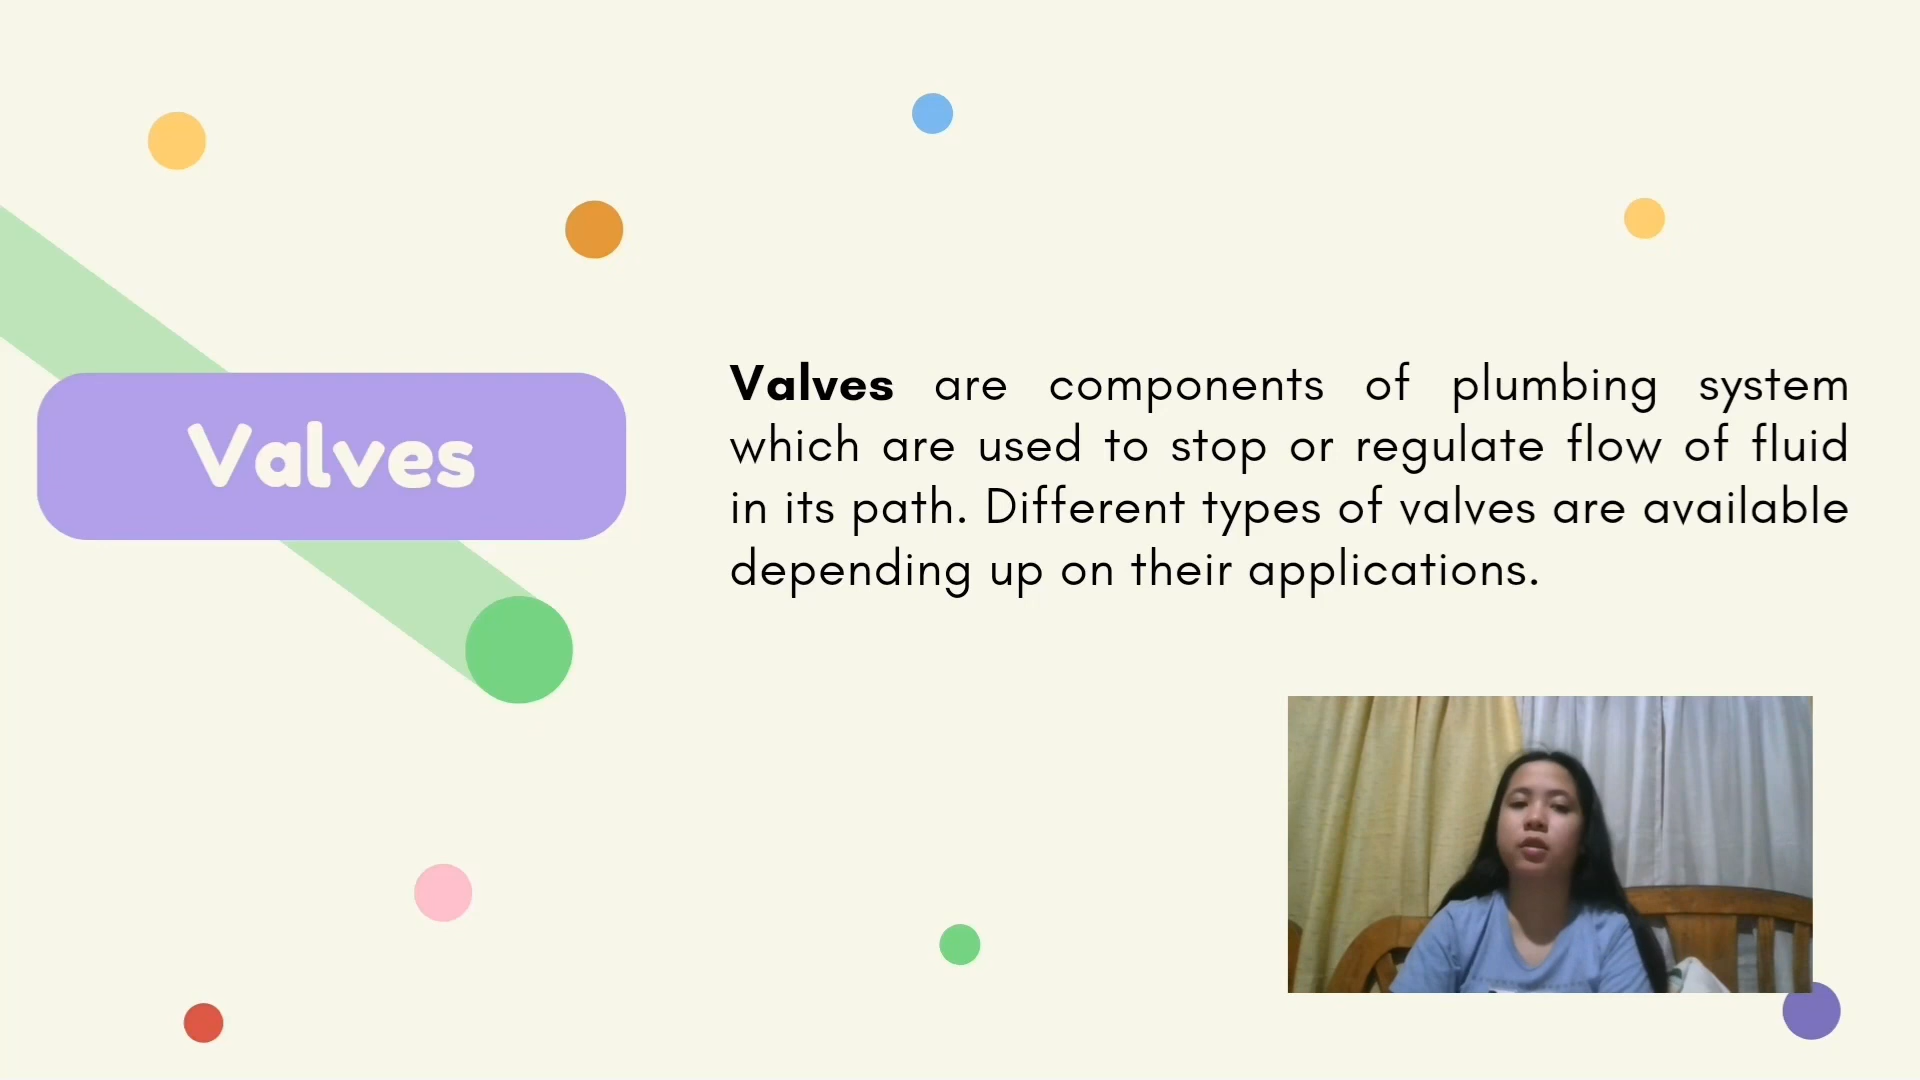 Valves
Valves are components of plumbing system
which are used to stop or regulate flow of fluid
in its path. Different types of valves are available
depending up on their applications.